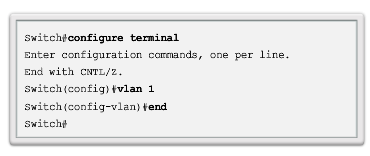 Switch#configure terminal
Enter configuration commands, one per line.
End with CNTL/Z.
Switch(config)#vlan 1
Switch(config-vlan)#end
Switch#